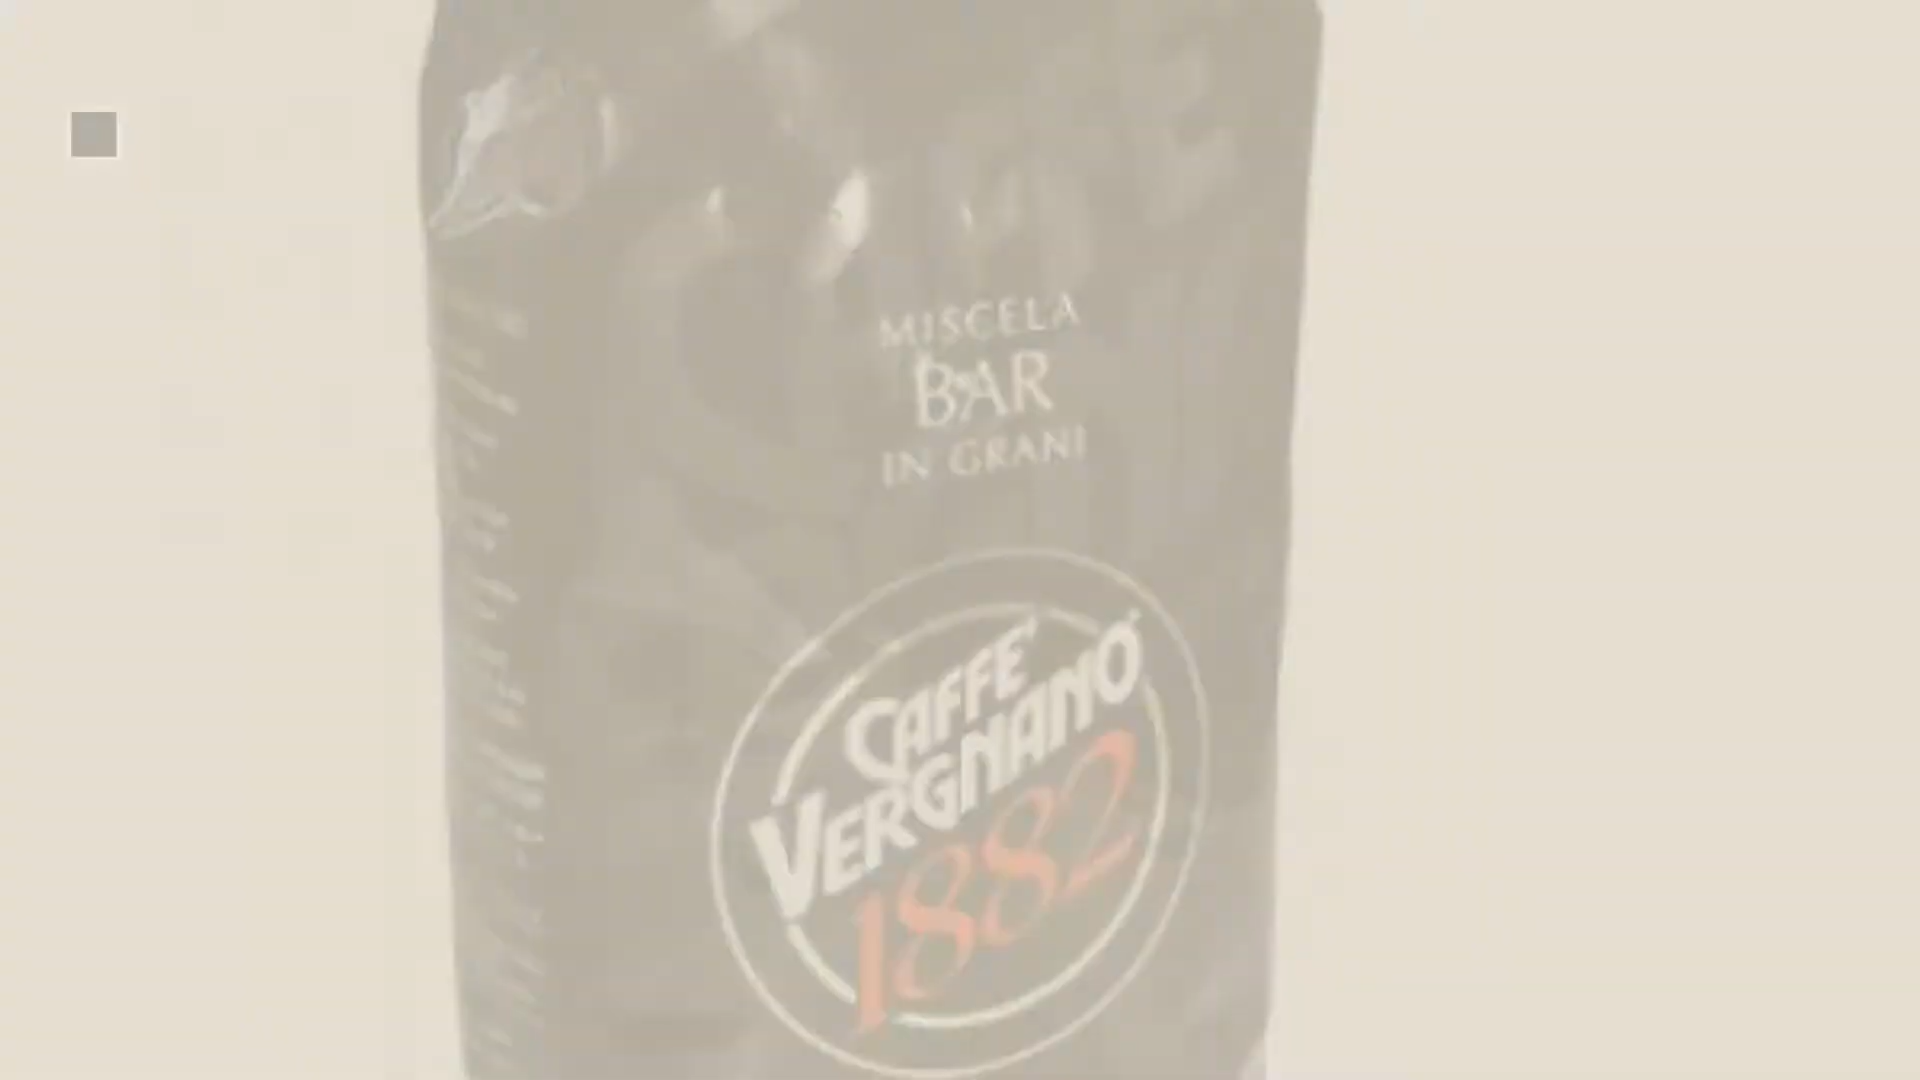 MISCELA
BAR
IN GRANI
CAFFE'
VERGNANO
1882